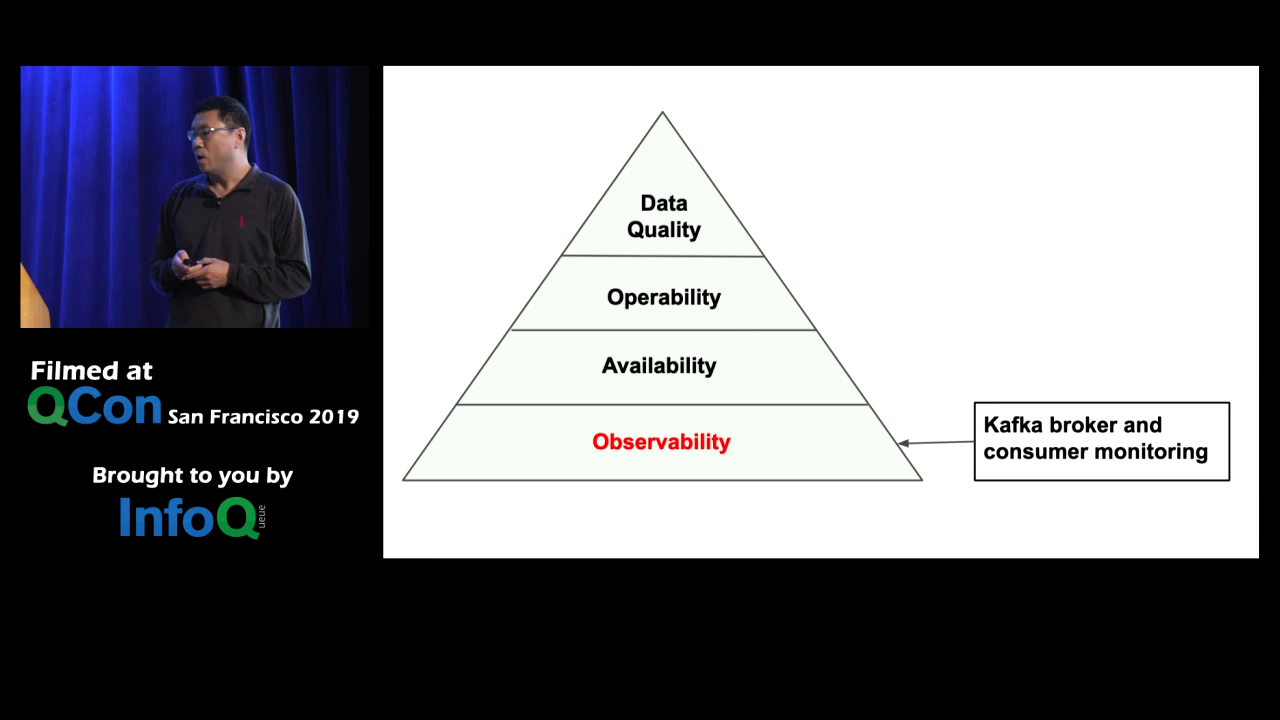 Data
Quality
Operability
Availability
Observability
Kafka broker and
consumer monitoring
Filmed at
QCon San Francisco 2019
Brought to you by
InfoQ
ueue